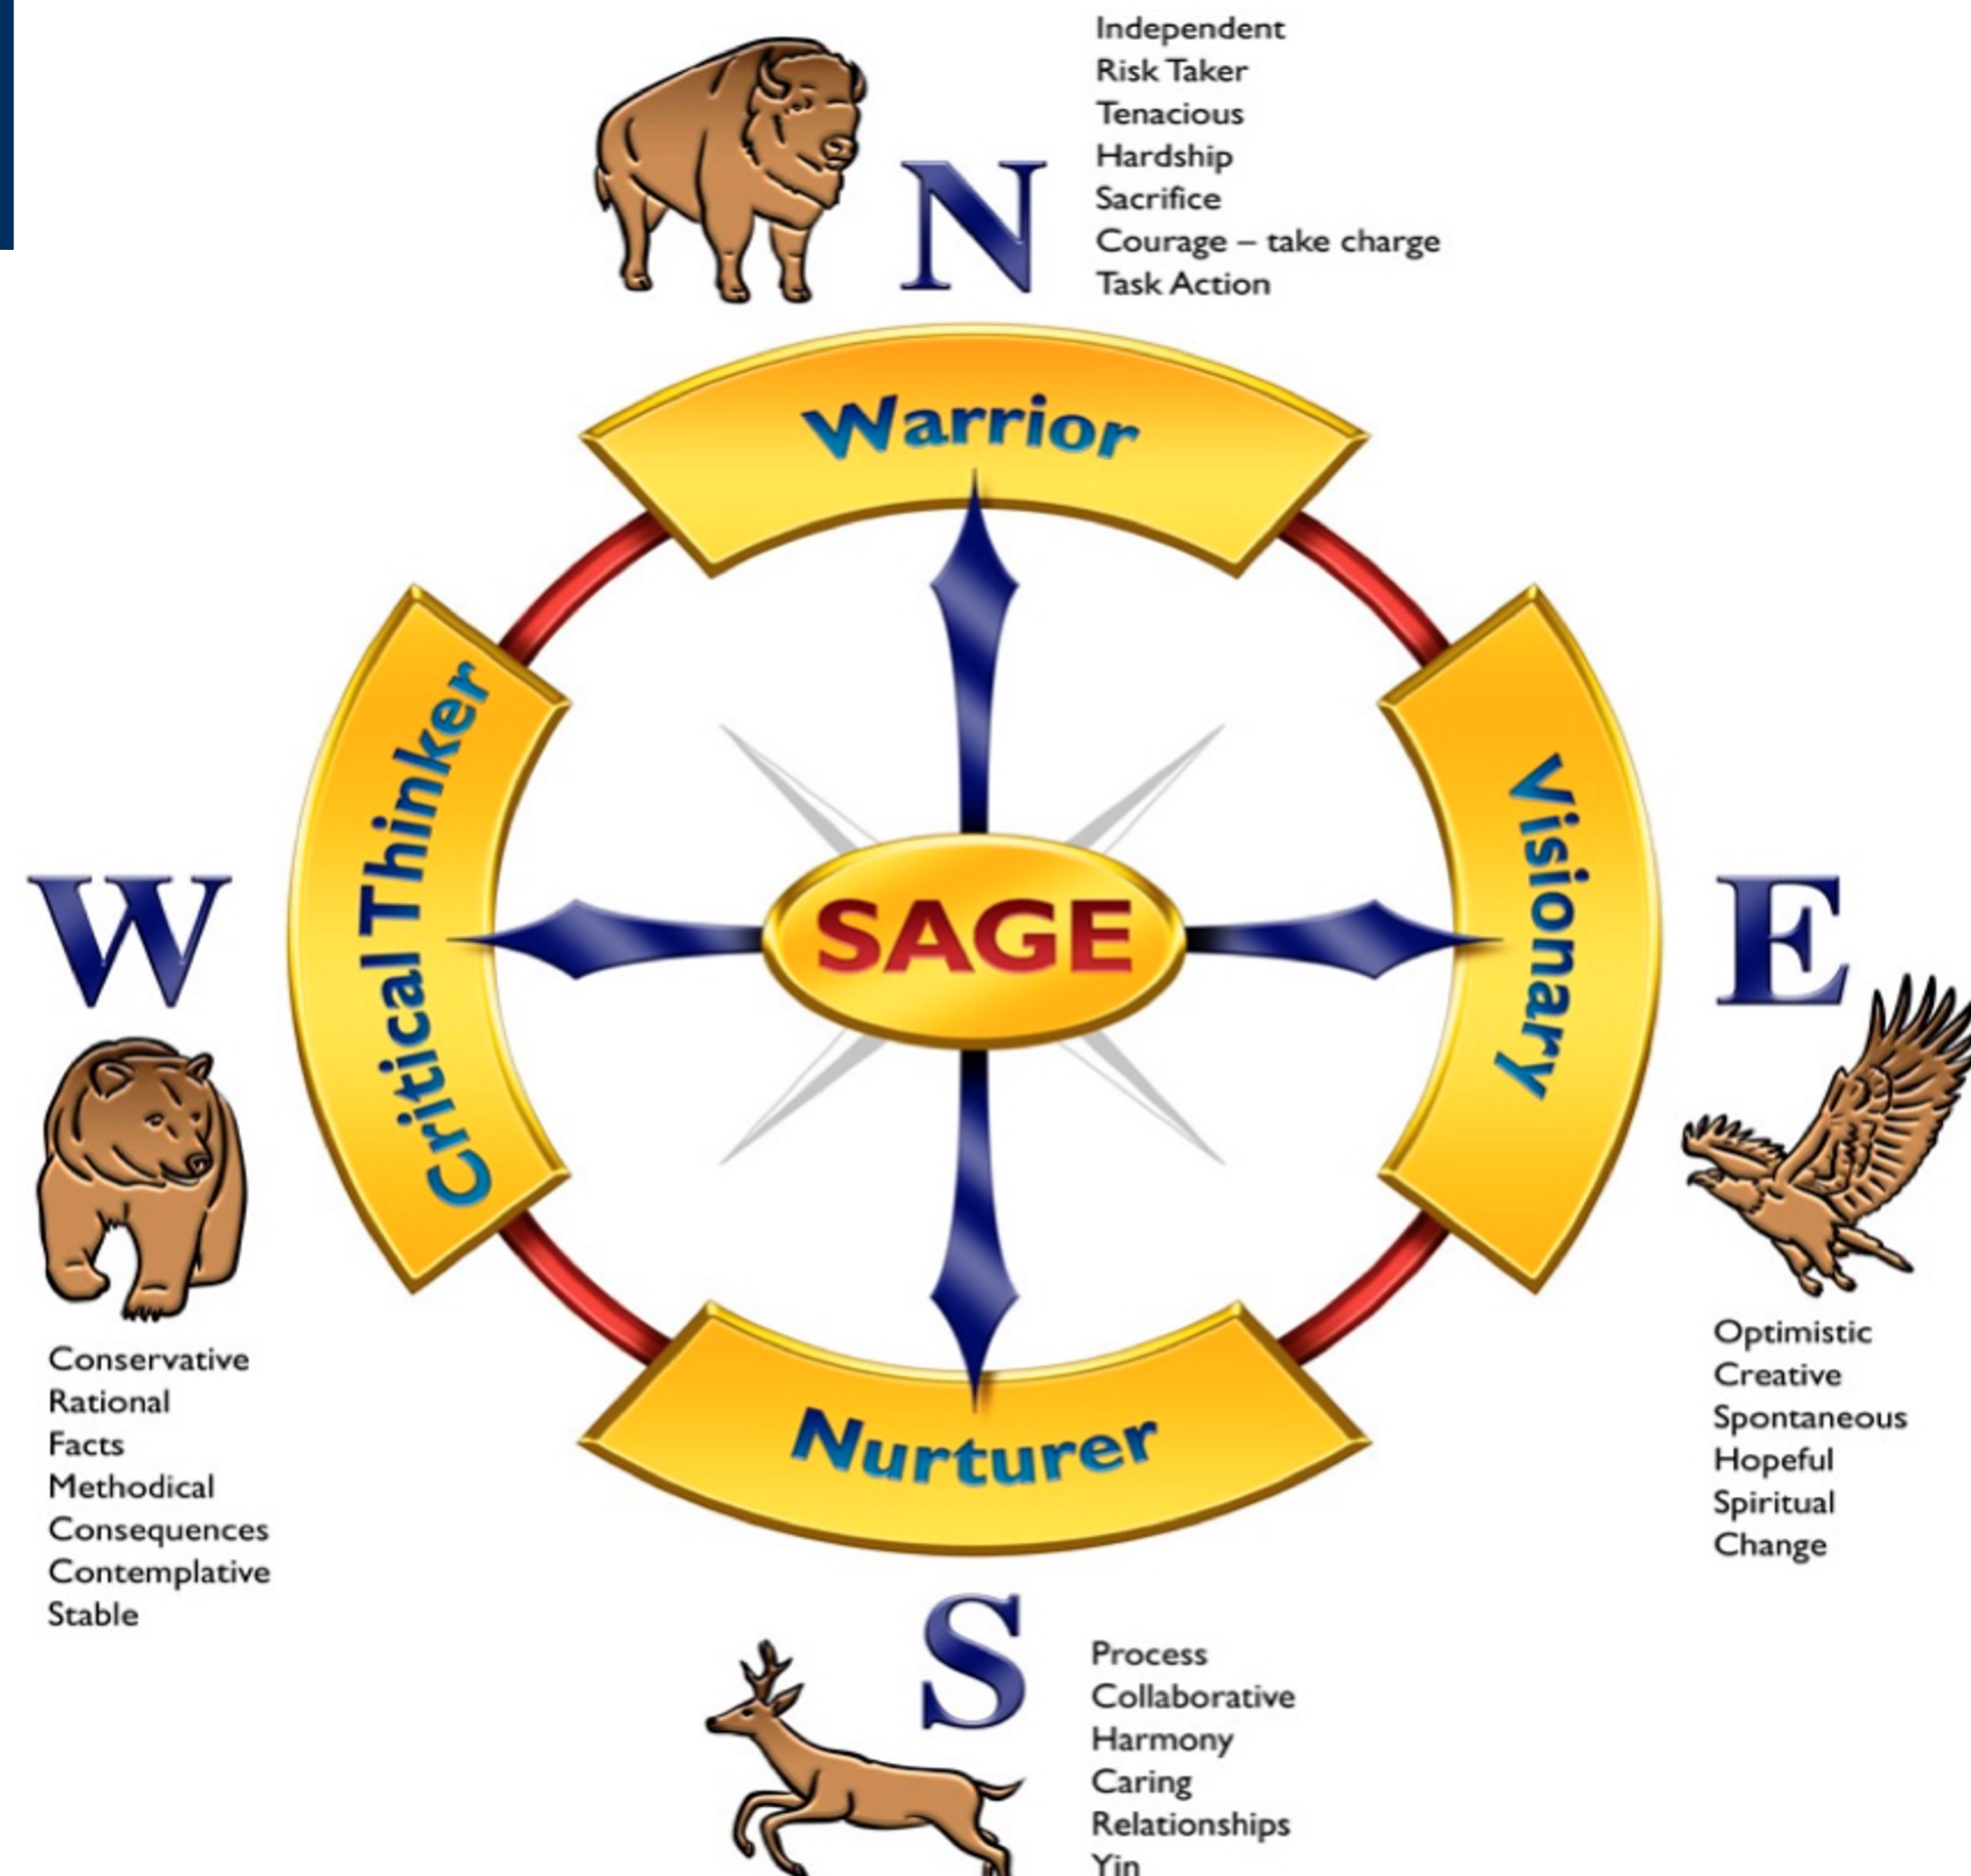 Independent
Risk Taker
Tenacious
Hardship
Sacrifice
Courage – take charge
Task Action
N
Warrior
Critical Thinker
Visionary
W
SAGE
E
Conservative
Rational
Facts
Methodical
Consequences
Contemplative
Stable
Optimistic
Creative
Spontaneous
Hopeful
Spiritual
Change
Nurturer
S
Process
Collaborative
Harmony
Caring
Relationships
Yin